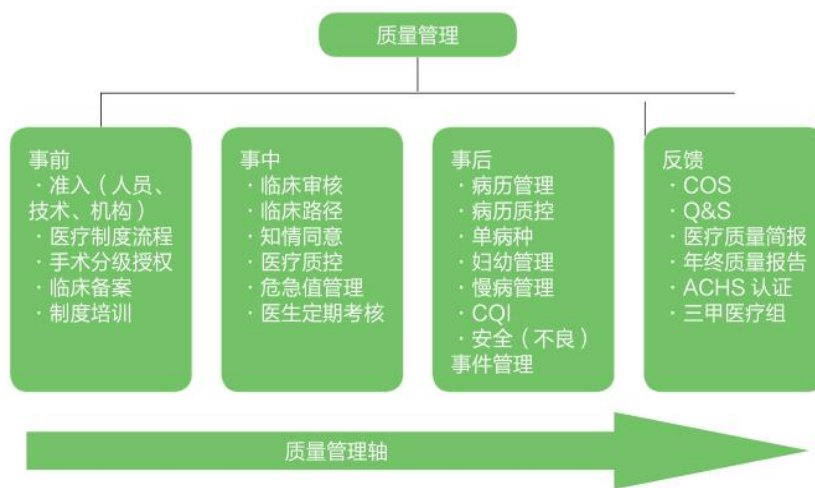 质量管理
事前
·准入（人员、
技术、机构）
·医疗制度流程
·手术分级授权
·临床备案
·制度培训
事中
·临床审核
·临床路径
·知情同意
·医疗质控
·危急值管理
·医生定期考核
事后
·病历管理
·病历质控
·单病种
·妇幼管理
·慢病管理
·CQI
·安全（不良）
事件管理
反馈
·COS
·Q&S
·医疗质量简报
·年终质量报告
·ACHS 认证
·三甲医疗组
质量管理轴